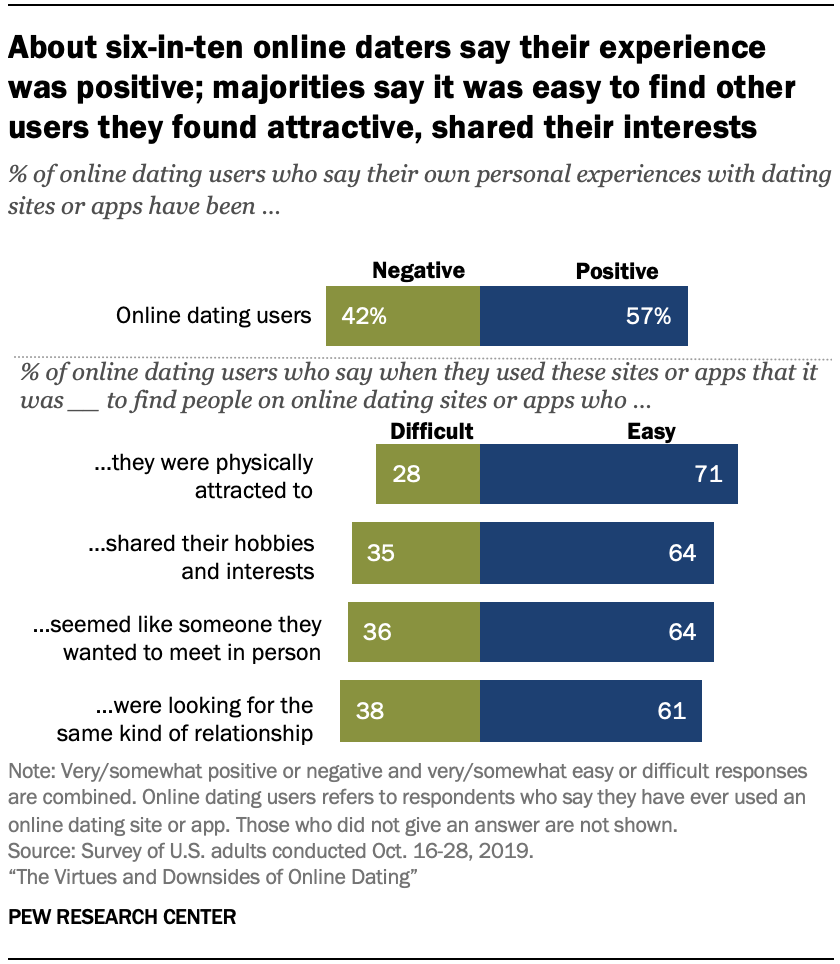 About six-in-ten online daters say their experience
was positive; majorities say it was easy to find other
users they found attractive, shared their interests
% of online dating users who say their own personal experiences with dating
sites or apps have been ...
Negative Positive
Online dating users 42% 57%
% of online dating users who say when they used these sites or apps that it
was __ to find people on online dating sites or apps who ...
Difficult Easy
...they were physically
attracted to
28 71
...shared their hobbies
and interests
35 64
...seemed like someone they
wanted to meet in person
36 64
...were looking for the
same kind of relationship
38 61
Note: Very/somewhat positive or negative and very/somewhat easy or difficult responses
are combined. Online dating users refers to respondents who say they have ever used an
online dating site or app. Those who did not give an answer are not shown.
Source: Survey of U.S. adults conducted Oct. 16-28, 2019.
“The Virtues and Downsides of Online Dating”
PEW RESEARCH CENTER